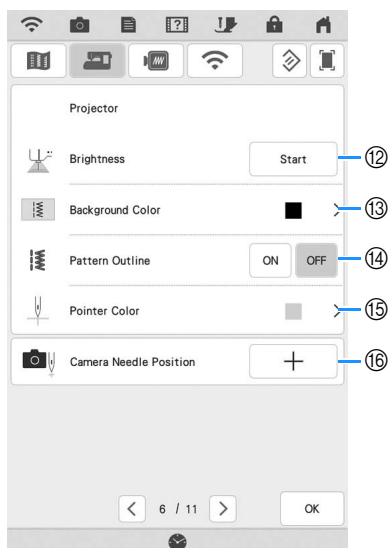 Projector
Brightness Start ⑫
Background Color ⑬
Pattern Outline ON OFF ⑭
Pointer Color ⑮
Camera Needle Position ⑯
6 / 11 OK